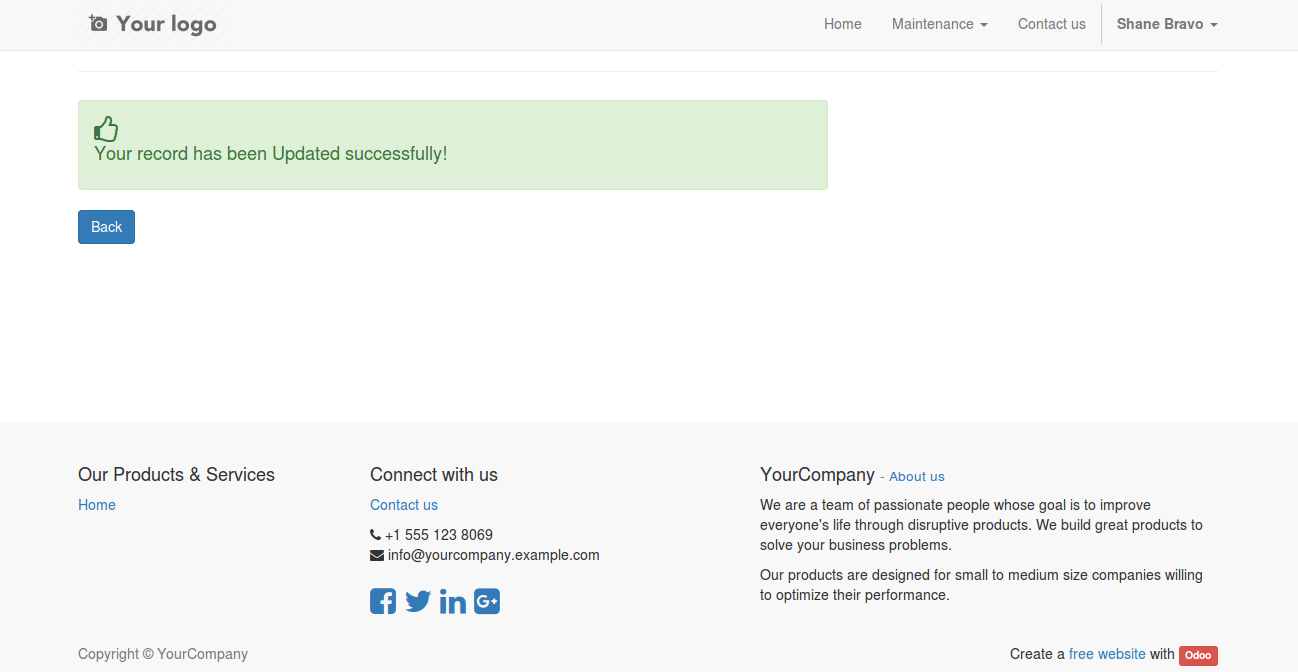 Your logo
Home Maintenance Contact us Shane Bravo
Your record has been Updated successfully!
Back
Our Products & Services
Home
Connect with us
Contact us
+1 555 123 8069
info@yourcompany.example.com
YourCompany - About us
We are a team of passionate people whose goal is to improve
everyone's life through disruptive products. We build great products to
solve your business problems.
Our products are designed for small to medium size companies willing
to optimize their performance.
Copyright © YourCompany
Create a free website with Odoo